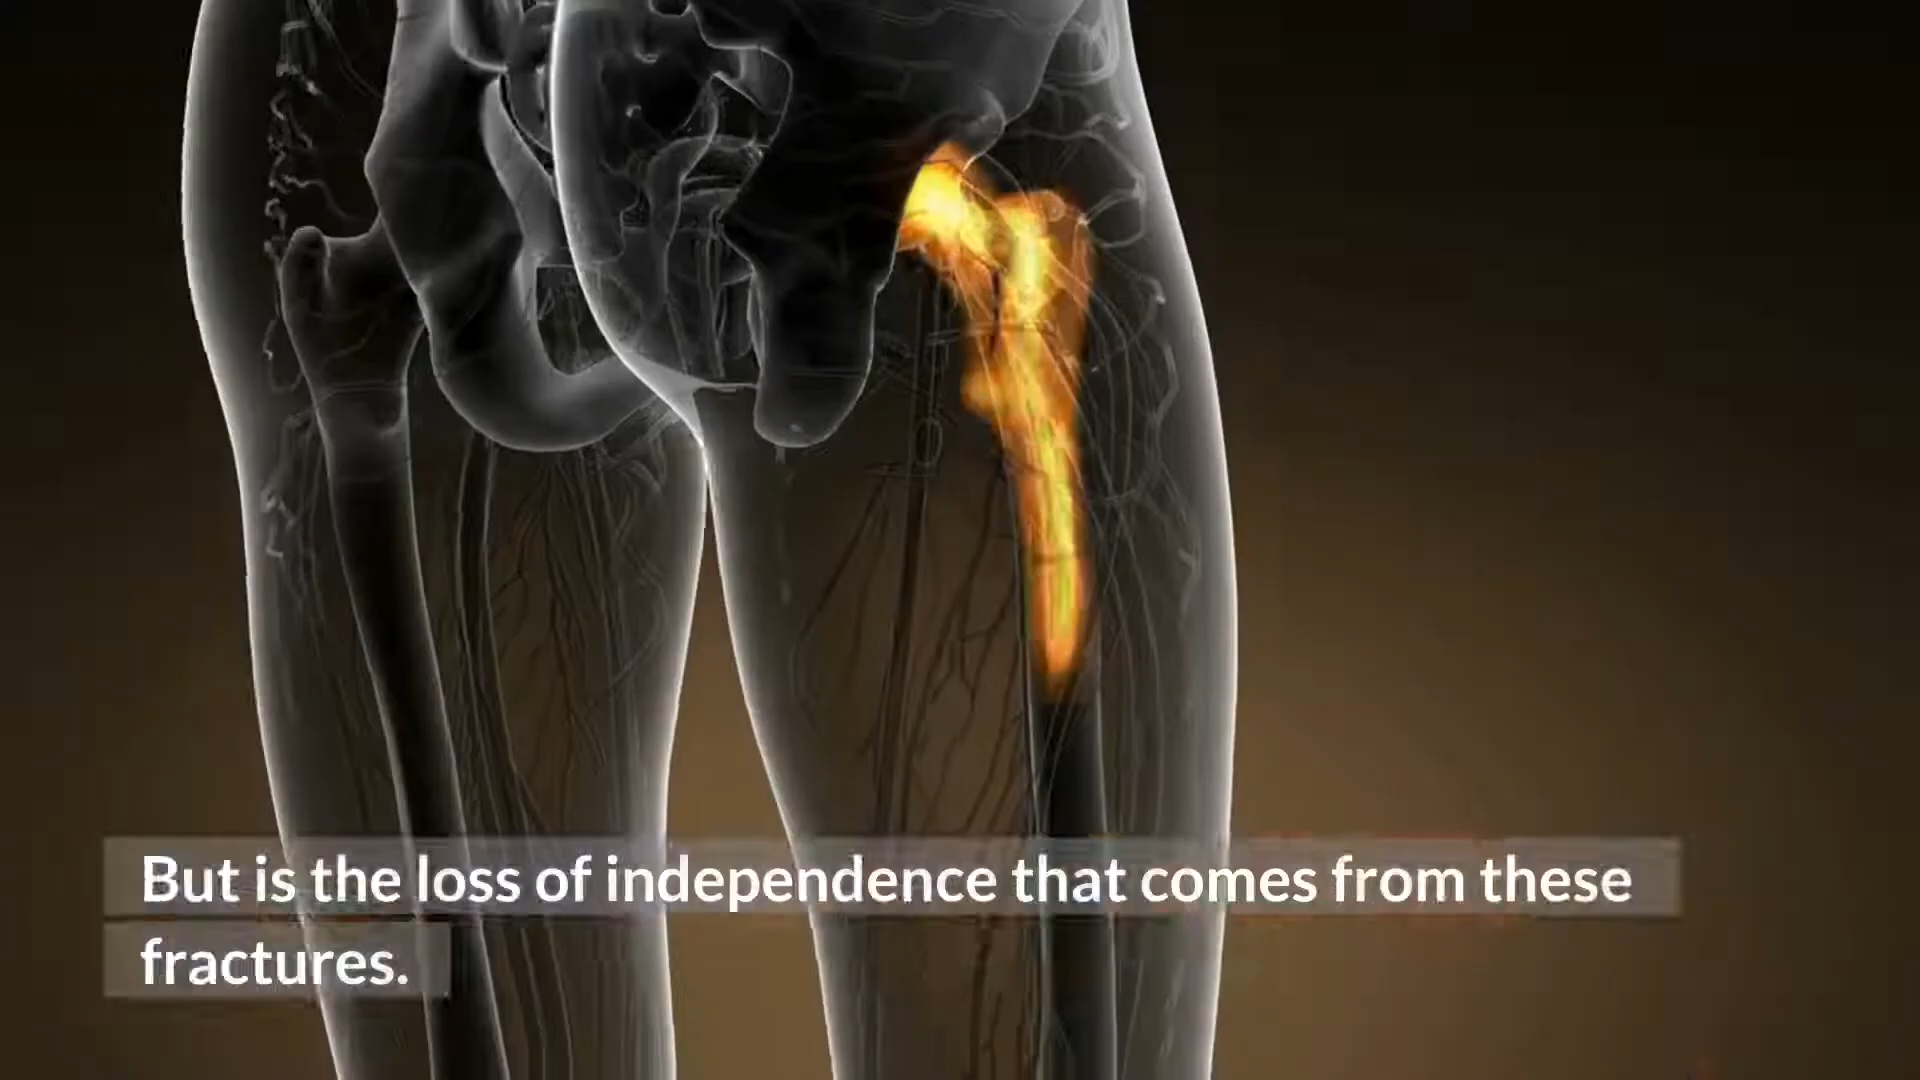 But is the loss of independence that comes from these
fractures.